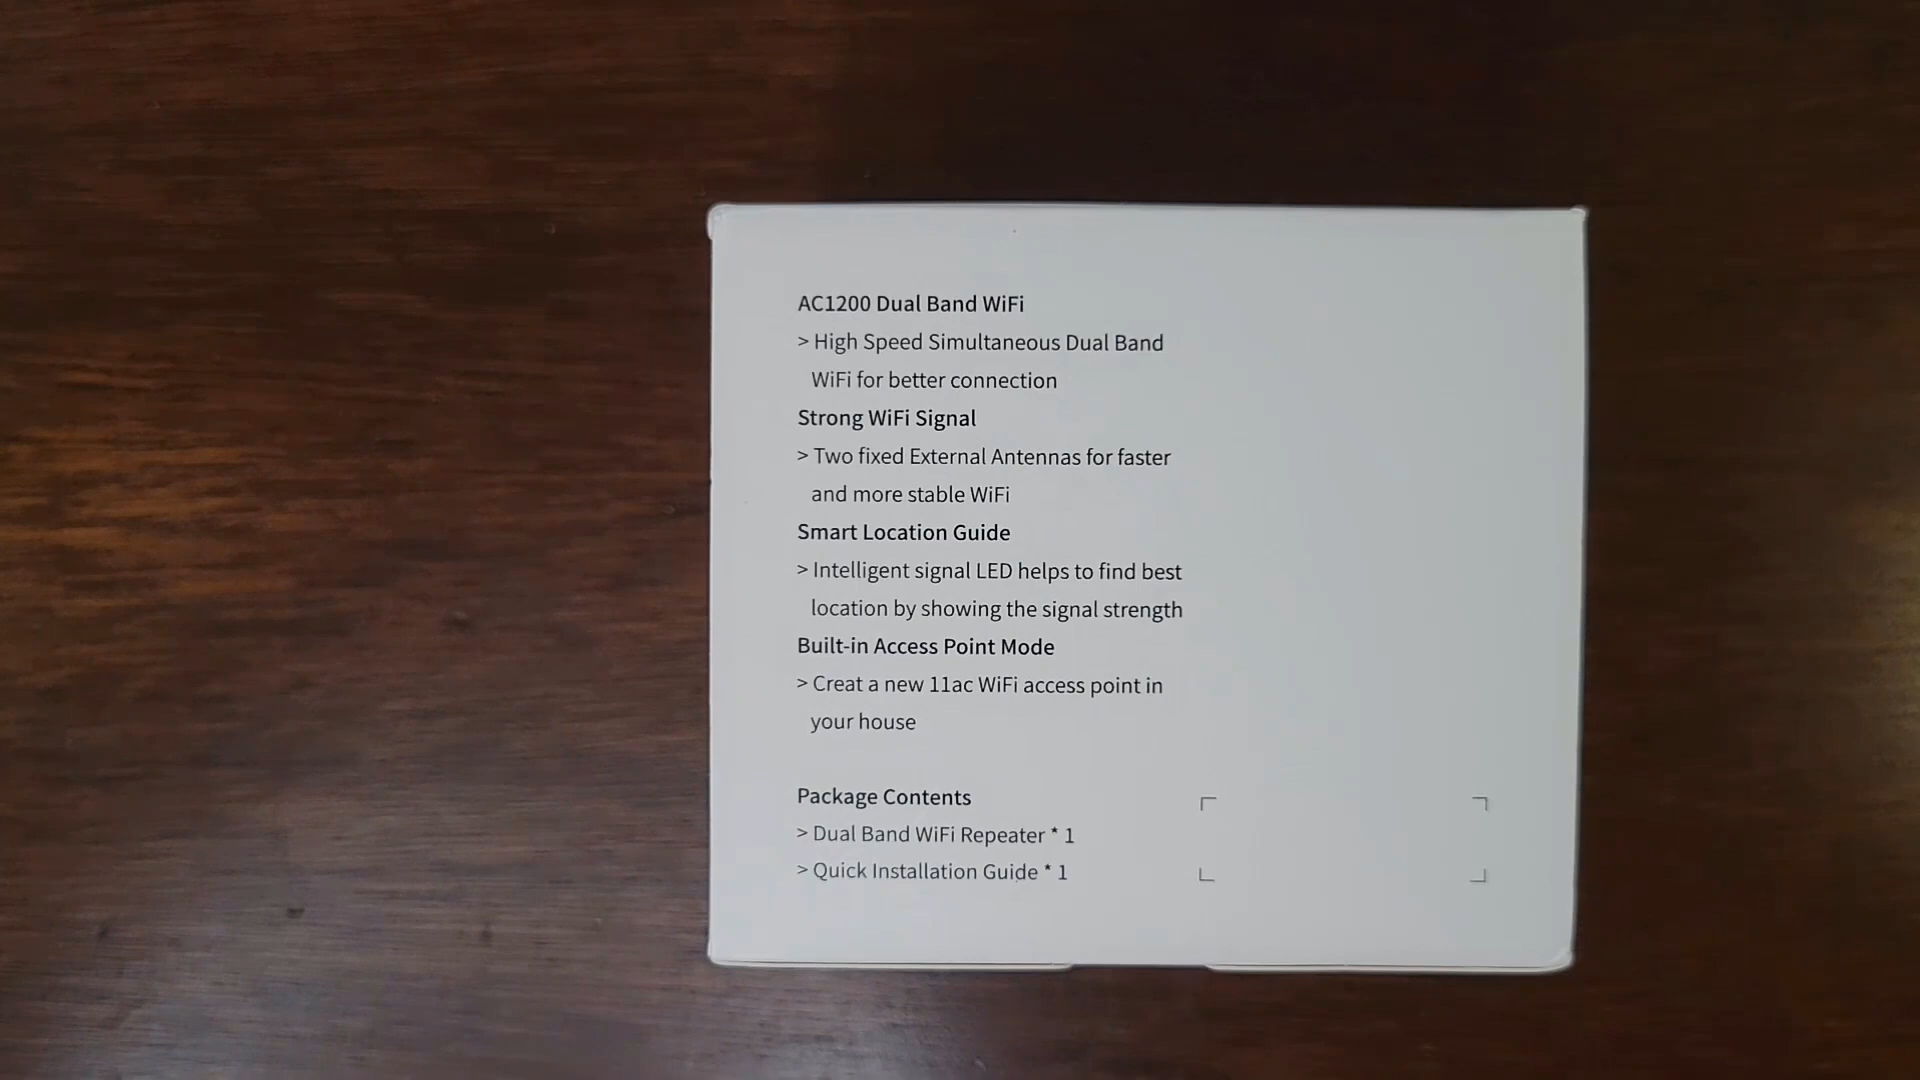 AC1200 Dual Band WiFi
> High Speed Simultaneous Dual Band
WiFi for better connection
Strong WiFi Signal
> Two fixed External Antennas for faster
and more stable WiFi
Smart Location Guide
> Intelligent signal LED helps to find best
location by showing the signal strength
Built-in Access Point Mode
> Creat a new 11ac WiFi access point in
your house
Package Contents
> Dual Band WiFi Repeater * 1
> Quick Installation Guide * 1